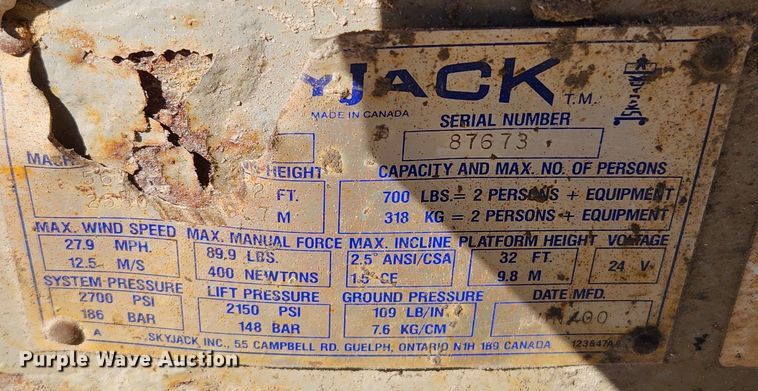 YJACK T.M.
SKYJACK
MADE IN CANADA
SERIAL NUMBER
87673
HEIGHT CAPACITY AND MAX. NO. OF PERSONS
FT. 700 LBS. = 2 PERSONS + EQUIPMENT
M 318 KG = 2 PERSONS + EQUIPMENT
MAX. WIND SPEED MAX. MANUAL FORCE MAX. INCLINE PLATFORM HEIGHT VOLTAGE
27.9 MPH. 89.9 LBS. 2.5° ANSI/CSA 32 FT. 24 V
12.5 M/S 400 NEWTONS 1.5° CE 9.8 M
SYSTEM PRESSURE LIFT PRESSURE GROUND PRESSURE DATE MFD.
2700 PSI 2150 PSI 109 LB/IN
186 BAR 148 BAR 7.6 KG/CM
A SKYJACK INC., 55 CAMPBELL RD. GUELPH, ONTARIO N1H 1B9 CANADA
Purple Wave Auction